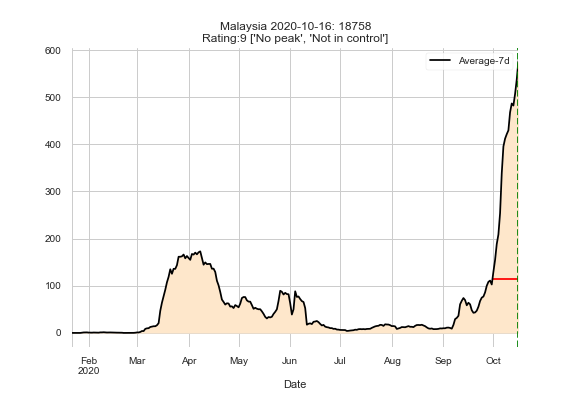 Malaysia 2020-10-16: 18758
Rating:9 ['No peak', 'Not in control']
Average-7d
600
500
400
300
200
100
0
Feb
2020
Mar
Apr
May
Jun
Jul
Aug
Sep
Oct
Date